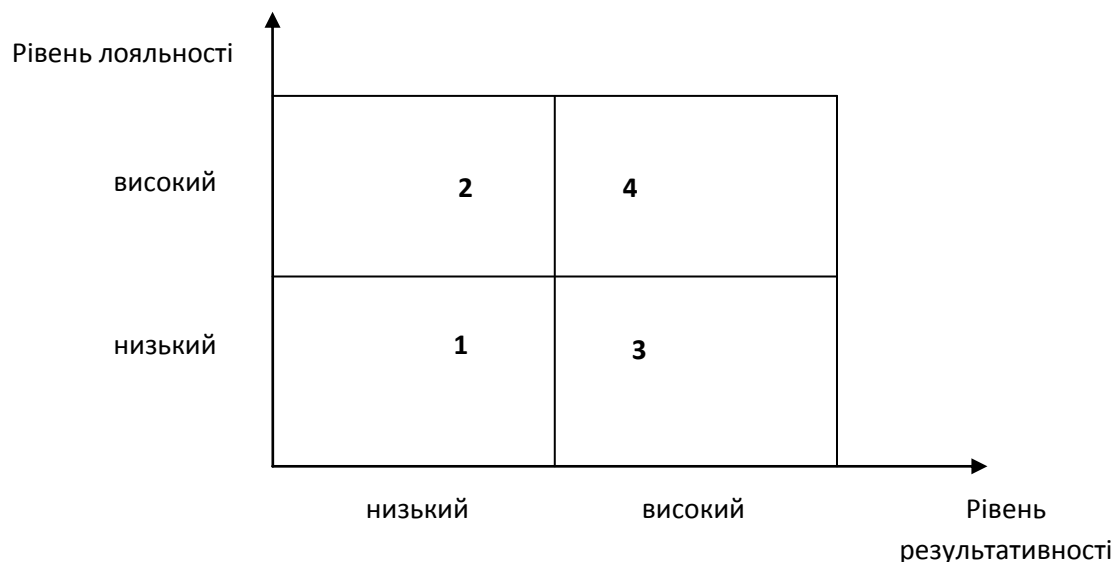 Рівень лояльності
високий
2
4
низький
1
3
низький
високий
Рівень
результативності